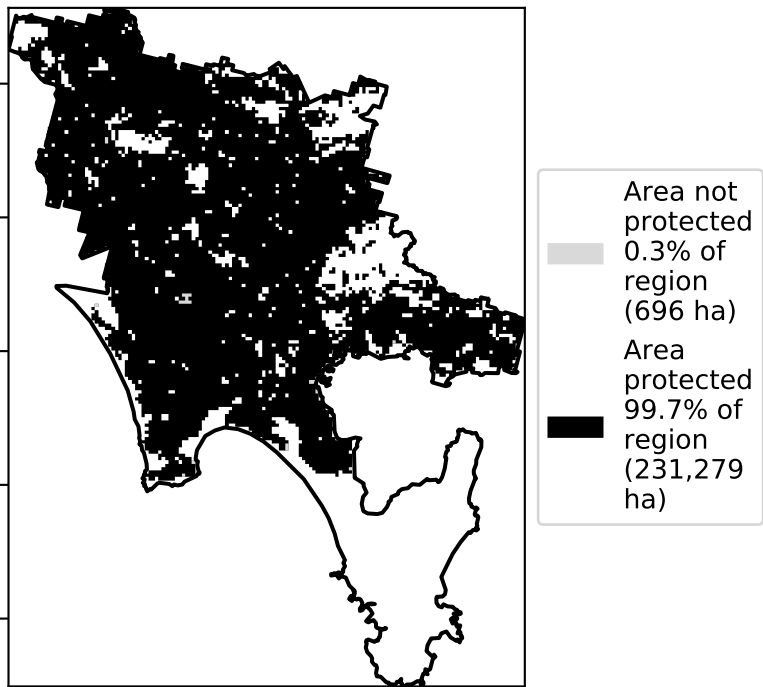 Area not
protected
0.3% of
region
(696 ha)
Area
protected
99.7% of
region
(231,279
ha)